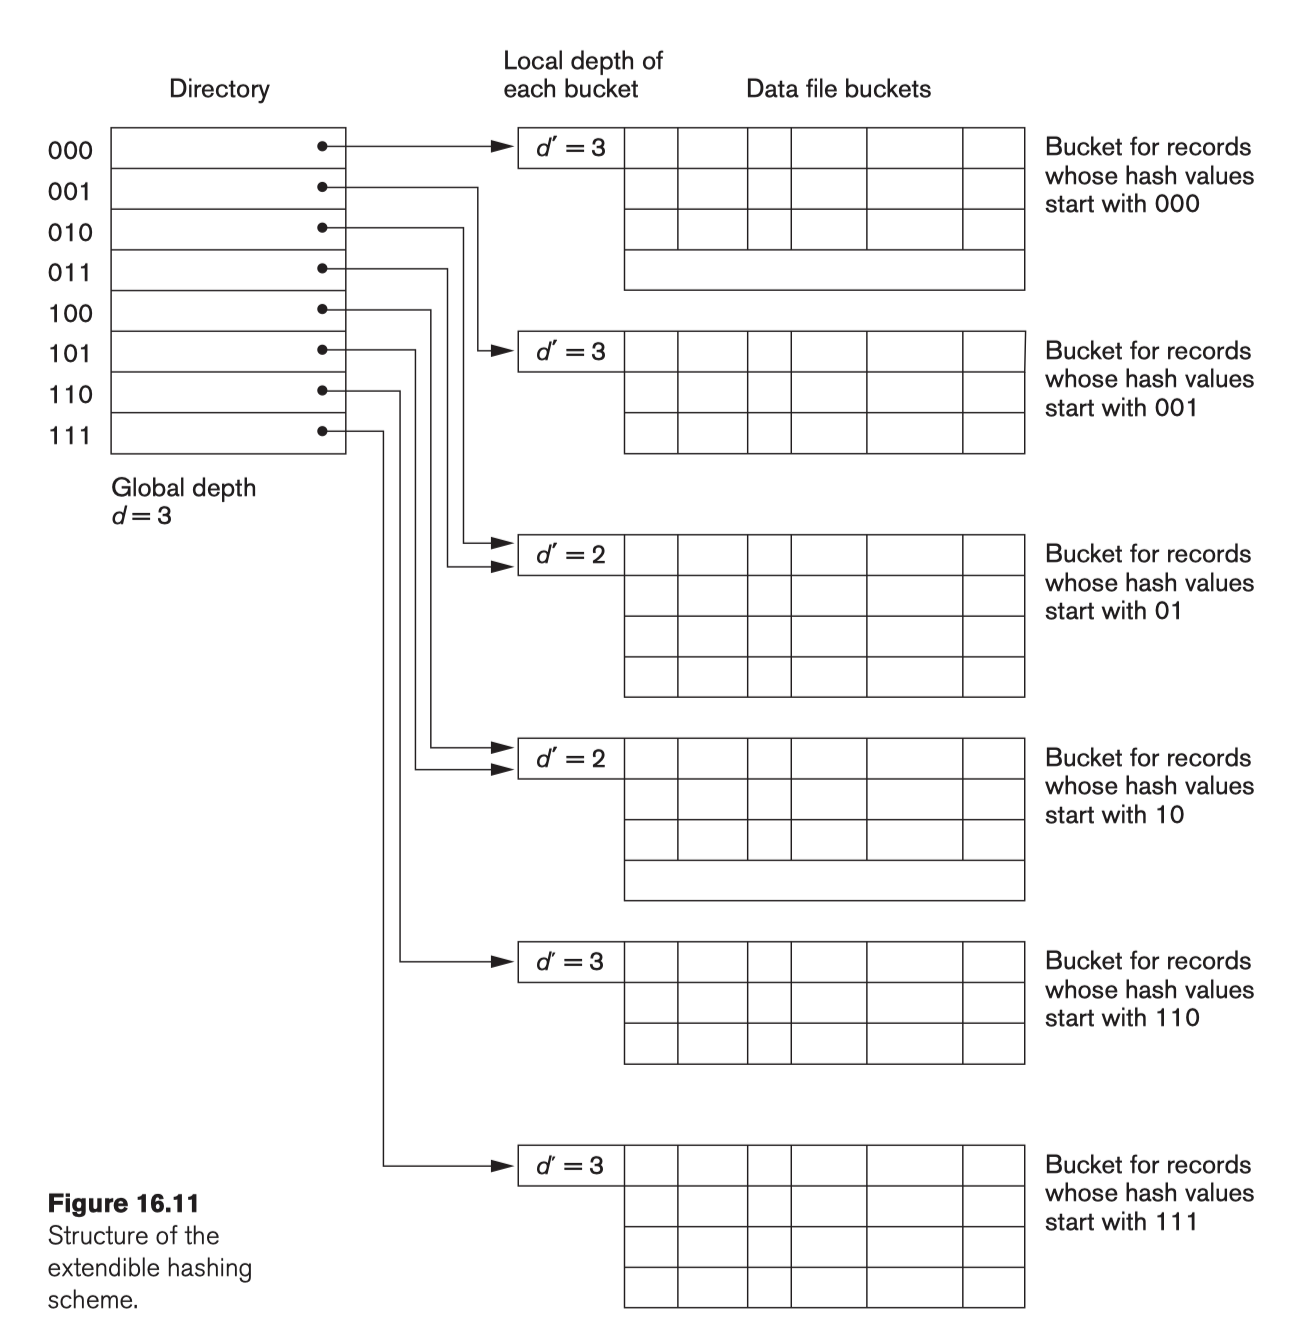 Directory
Local depth of
each bucket
Data file buckets
000
001
010
011
100
101
110
111
Global depth
d = 3
d′ = 3
Bucket for records
whose hash values
start with 000
d′ = 3
Bucket for records
whose hash values
start with 001
d′ = 2
Bucket for records
whose hash values
start with 01
d′ = 2
Bucket for records
whose hash values
start with 10
d′ = 3
Bucket for records
whose hash values
start with 110
d′ = 3
Bucket for records
whose hash values
start with 111
Figure 16.11
Structure of the
extendible hashing
scheme.